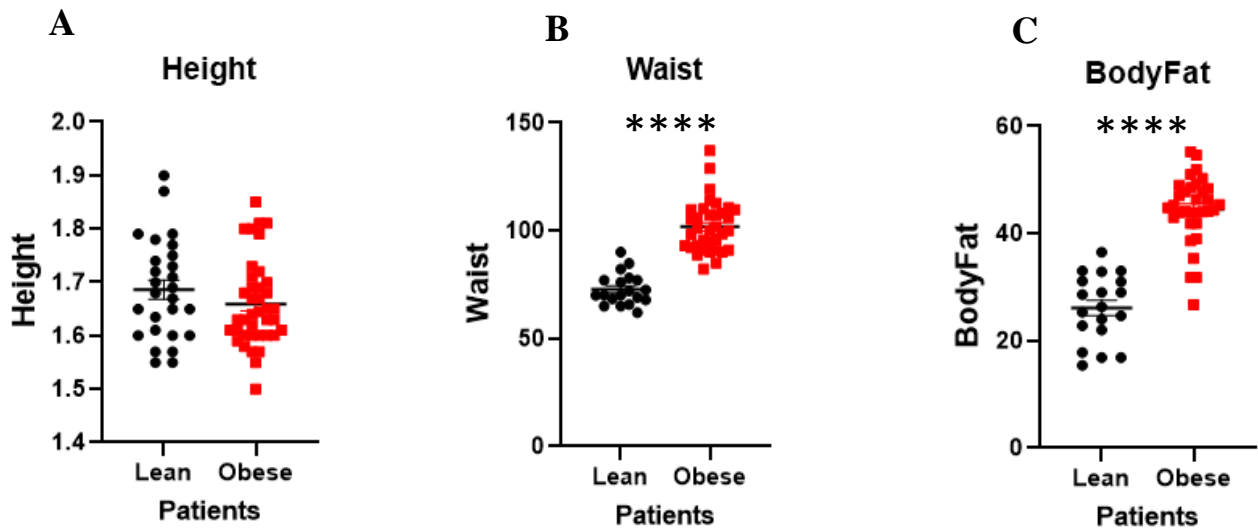 A
Height
Height
2.0
1.9
1.8
1.7
1.6
1.5
1.4
Lean Obese
Patients
B
Waist
****
Waist
150
100
50
0
Lean Obese
Patients
C
BodyFat
****
BodyFat
60
40
20
0
Lean Obese
Patients